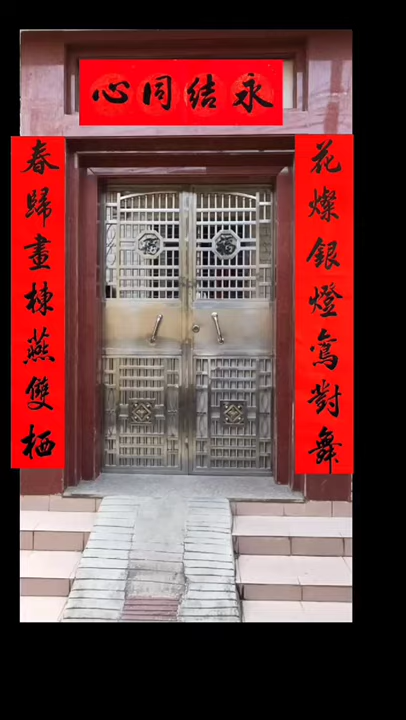 永结同心
花燦銀燈鸞對舞
春歸畫棟燕雙栖
福
福